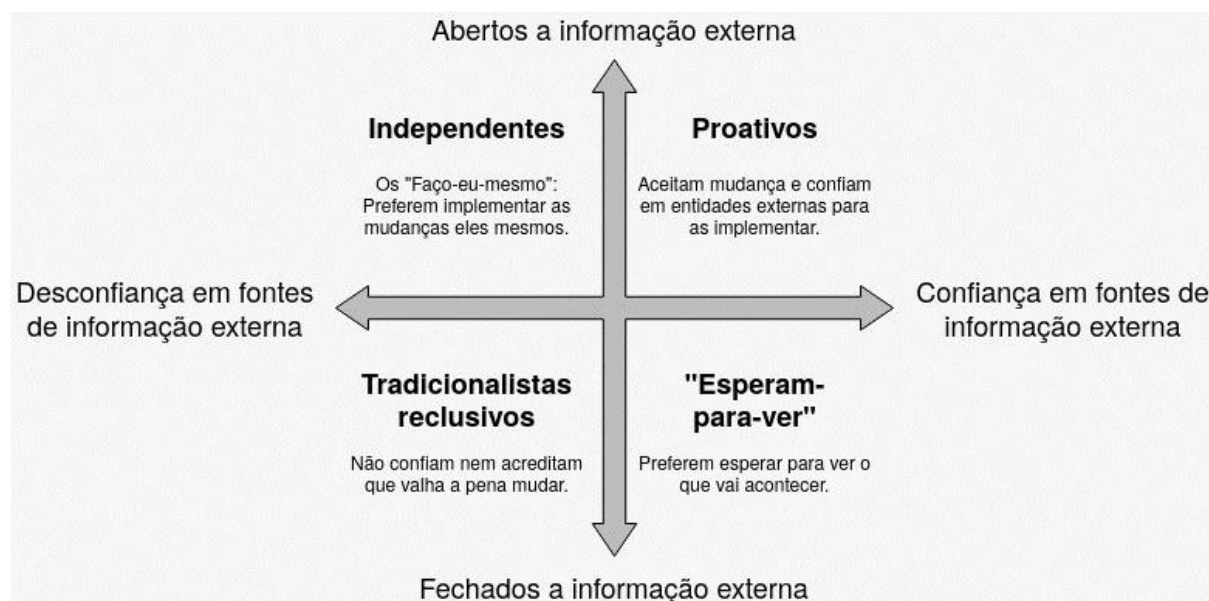 Abertos a informação externa
Independentes
Os "Faço-eu-mesmo":
Preferem implementar as
mudanças eles mesmos.
Proativos
Aceitam mudança e confiam
em entidades externas para
as implementar.
Desconfiança em fontes
de informação externa
Confiança em fontes de
informação externa
Tradicionalistas
reclusivos
Não confiam nem acreditam
que valha a pena mudar.
"Esperam-
para-ver"
Preferem esperar para ver o
que vai acontecer.
Fechados a informação externa